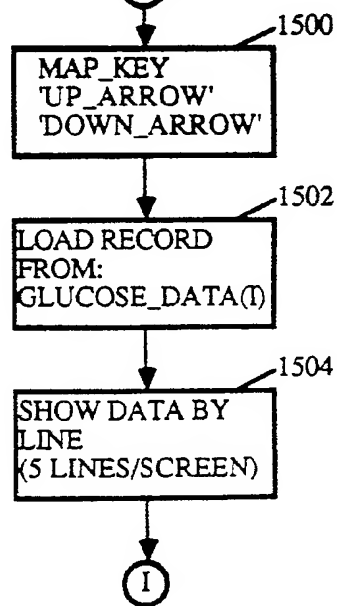 1500
MAP_KEY
'UP_ARROW'
'DOWN_ARROW'
1502
LOAD RECORD
FROM:
GLUCOSE_DATA(I)
1504
SHOW DATA BY
LINE
(5 LINES/SCREEN)
I